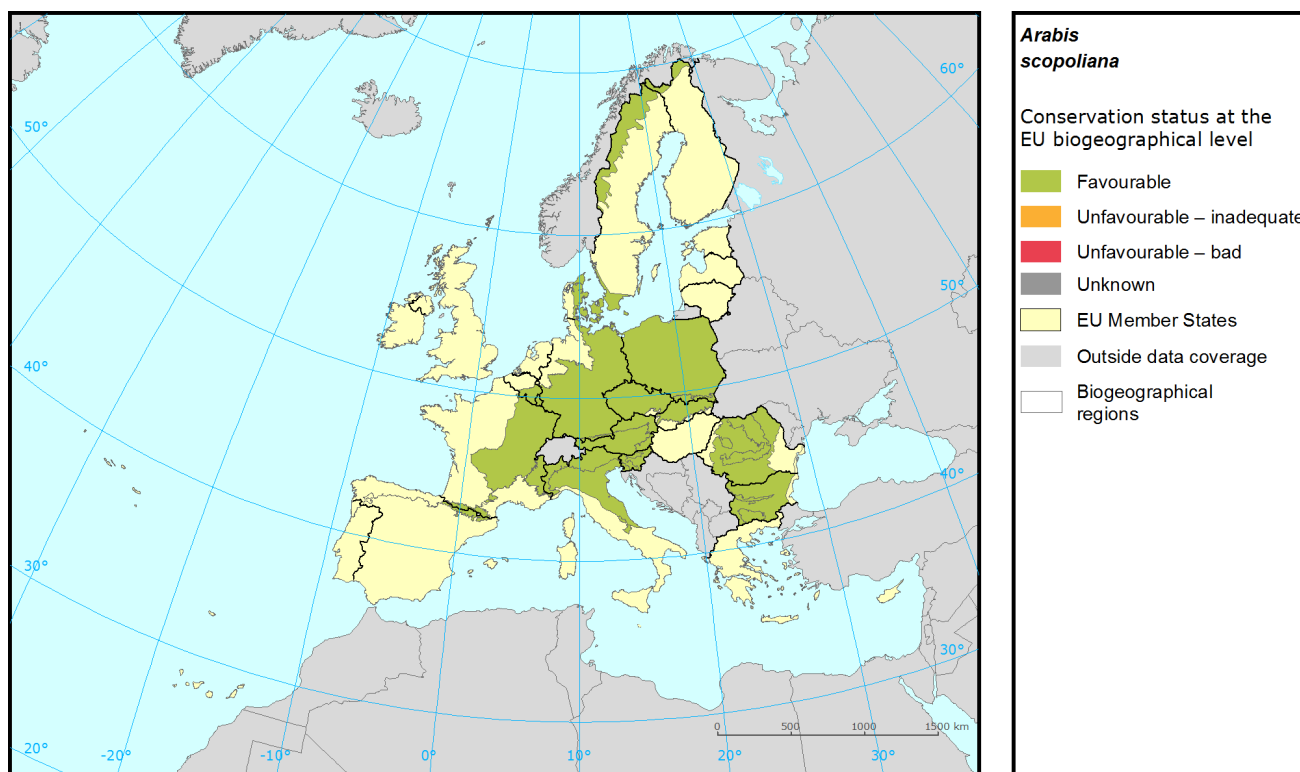 60°
50°
50°
40°
40°
30°
30°
20°
-20°
-10°
0°
10°
20°
30°
0
500
1000
1500 km
Arabis
scopoliana
Conservation status at the
EU biogeographical level
Favourable
Unfavourable – inadequate
Unfavourable – bad
Unknown
EU Member States
Outside data coverage
Biogeographical
regions